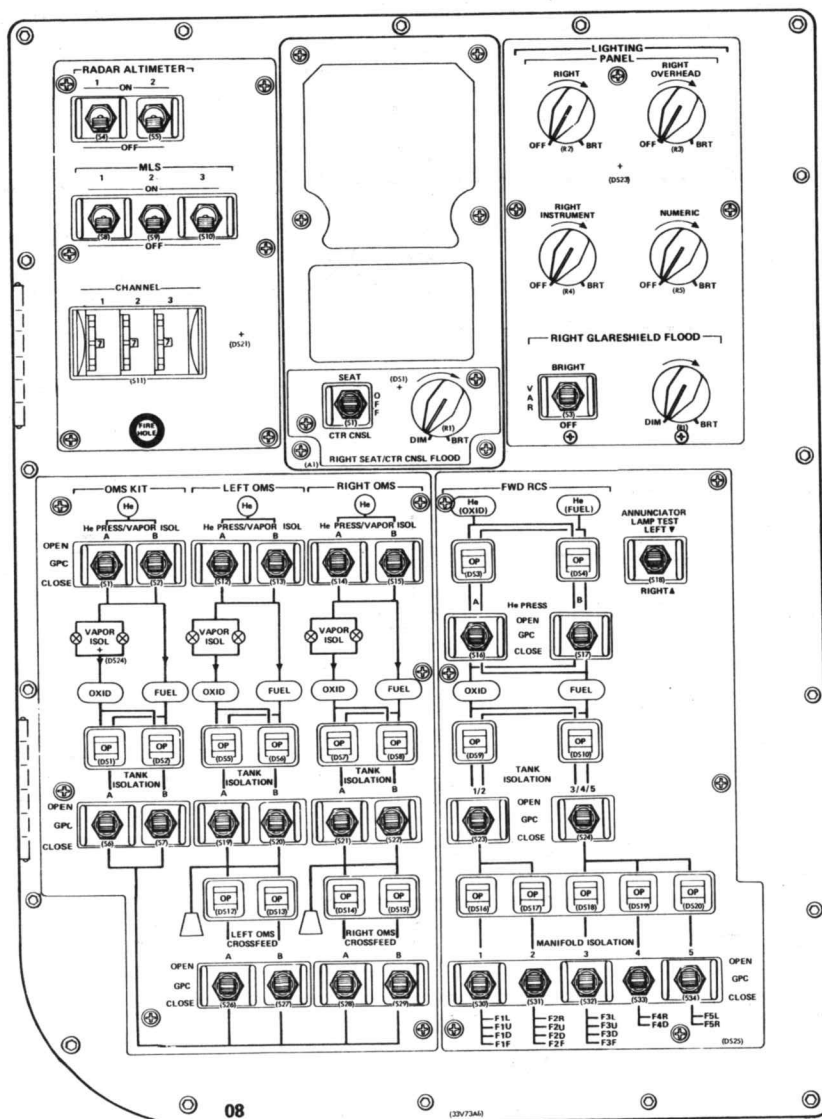 RADAR ALTIMETER
1 2
ON
(S4) (S5)
OFF
MLS
1 2 3
ON
(S8) (S9) (S10)
OFF
CHANNEL
1 2 3
7 7 7
(S11)
(DS21)
FIRE
HOLE
SEAT
OFF
(S1)
CTR CNSL
(DS1)
(R1)
DIM BRT
(A1)
RIGHT SEAT/CTR CNSL FLOOD
LIGHTING
PANEL
RIGHT
OFF BRT
(R2)
RIGHT
OVERHEAD
OFF BRT
(R3)
(DS23)
RIGHT
INSTRUMENT
OFF BRT
(R4)
NUMERIC
OFF BRT
(R5)
RIGHT GLARESHIELD FLOOD
BRIGHT
VAR
(S3)
OFF
DIM BRT
(R1)
OMS KIT LEFT OMS RIGHT OMS
He He He
He PRESS/VAPOR ISOL He PRESS/VAPOR ISOL He PRESS/VAPOR ISOL
A B A B A B
OPEN
GPC
CLOSE
(S1) (S2) (S12) (S13) (S14) (S15)
VAPOR
ISOL
(DS24)
VAPOR
ISOL
VAPOR
ISOL
OXID FUEL OXID FUEL OXID FUEL
OP OP OP OP OP OP
(DS1) (DS2) (DS5) (DS6) (DS7) (DS8)
TANK
ISOLATION
TANK
ISOLATION
TANK
ISOLATION
A B A B A B
OPEN
GPC
CLOSE
(S6) (S7) (S19) (S20) (S21) (S22)
OP OP OP OP
(DS12) (DS13) (DS14) (DS15)
LEFT OMS
CROSSFEED
RIGHT OMS
CROSSFEED
A B A B
OPEN
GPC
CLOSE
(S26) (S27) (S28) (S29)
FWD RCS
He
(OXID)
He
(FUEL)
OP OP
(DS3) (DS4)
ANNUNCIATOR
LAMP TEST
LEFT ▼
(S18)
RIGHT ▲
A B
He PRESS
OPEN
GPC
CLOSE
(S16) (S17)
OXID FUEL
OP OP
(DS9) (DS10)
TANK
ISOLATION
1/2 3/4/5
OPEN
GPC
CLOSE
(S23) (S24)
OP OP OP OP OP
(DS16) (DS17) (DS18) (DS19) (DS20)
MANIFOLD ISOLATION
1 2 3 4 5
OPEN
GPC
CLOSE
(S30) (S31) (S32) (S33) (S34)
F1L F2R F3L F4R F5L
F1U F2U F3U F4D F5R
F1D F2D F3D
F1F F2F F3F
(DS25)
08
(33V73A6)